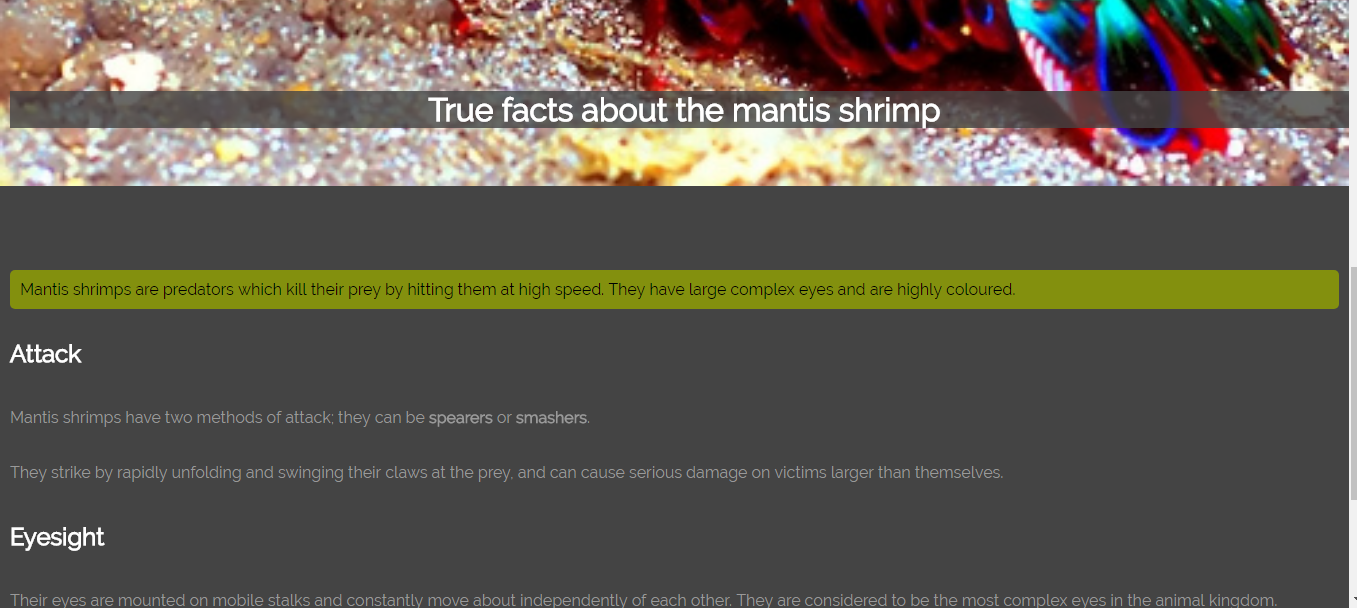 True facts about the mantis shrimp
Mantis shrimps are predators which kill their prey by hitting them at high speed. They have large complex eyes and are highly coloured.
Attack
Mantis shrimps have two methods of attack; they can be spearers or smashers.
They strike by rapidly unfolding and swinging their claws at the prey, and can cause serious damage on victims larger than themselves.
Eyesight
Their eyes are mounted on mobile stalks and constantly move about independently of each other. They are considered to be the most complex eyes in the animal kingdom.